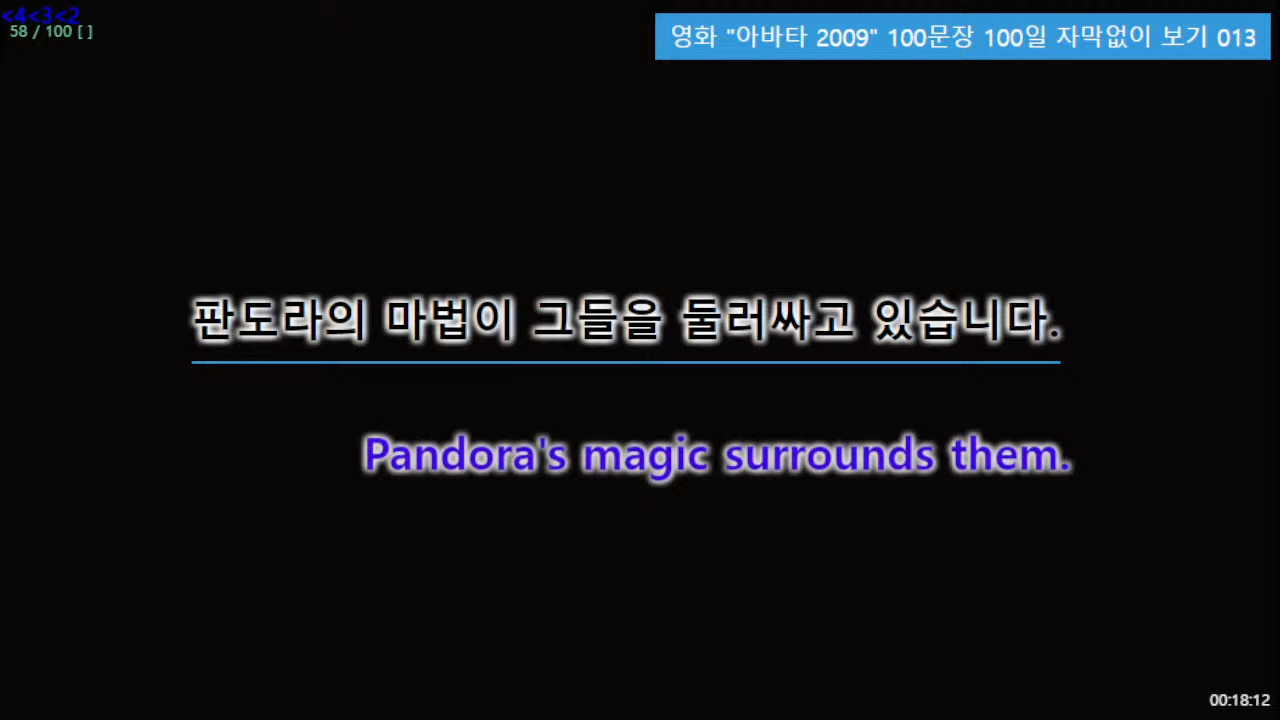 <4<3<2
58 / 100 [ ]
영화 "아바타 2009" 100문장 100일 자막없이 보기 013
판도라의 마법이 그들을 둘러싸고 있습니다.
Pandora's magic surrounds them.
00:18:12